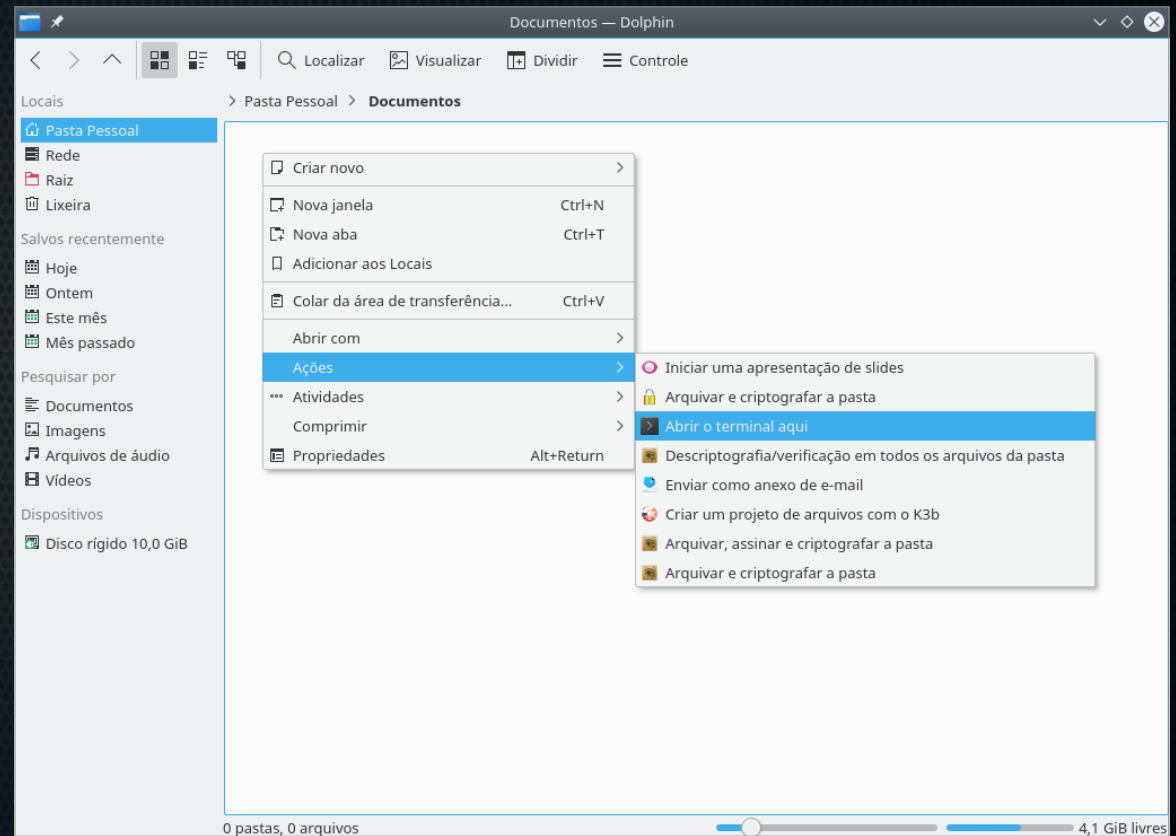 Documentos — Dolphin
Localizar Visualizar Dividir Controle
Locais
Pasta Pessoal
Rede
Raiz
Lixeira
Salvos recentemente
Hoje
Ontem
Este mês
Mês passado
Pesquisar por
Documentos
Imagens
Arquivos de áudio
Vídeos
Dispositivos
Disco rígido 10,0 GiB
> Pasta Pessoal > Documentos
Criar novo
Nova janela Ctrl+N
Nova aba Ctrl+T
Adicionar aos Locais
Colar da área de transferência... Ctrl+V
Abrir com
Ações
Atividades
Comprimir
Propriedades Alt+Return
Iniciar uma apresentação de slides
Arquivar e criptografar a pasta
Abrir o terminal aqui
Descriptografia/verificação em todos os arquivos da pasta
Enviar como anexo de e-mail
Criar um projeto de arquivos com o K3b
Arquivar, assinar e criptografar a pasta
Arquivar e criptografar a pasta
0 pastas, 0 arquivos
4,1 GiB livres